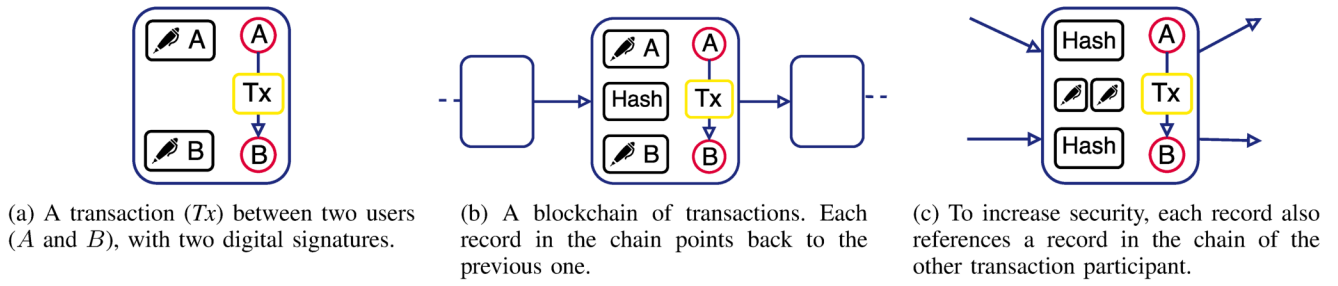 A
A
Tx
B
B
A
A
Hash
Tx
B
B
Hash
A
Tx
Hash
B
(a) A transaction (Tx) between two users
(A and B), with two digital signatures.
(b) A blockchain of transactions. Each
record in the chain points back to the
previous one.
(c) To increase security, each record also
references a record in the chain of the
other transaction participant.